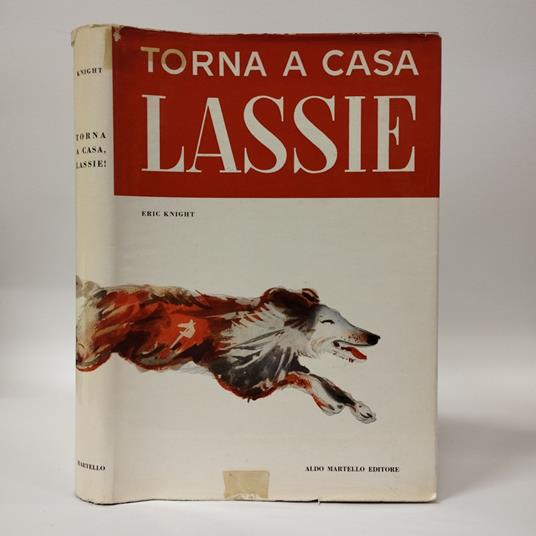 KNIGHT
TORNA
A CASA,
LASSIE!
MARTELLO
TORNA A CASA
LASSIE
ERIC KNIGHT
ALDO MARTELLO EDITORE